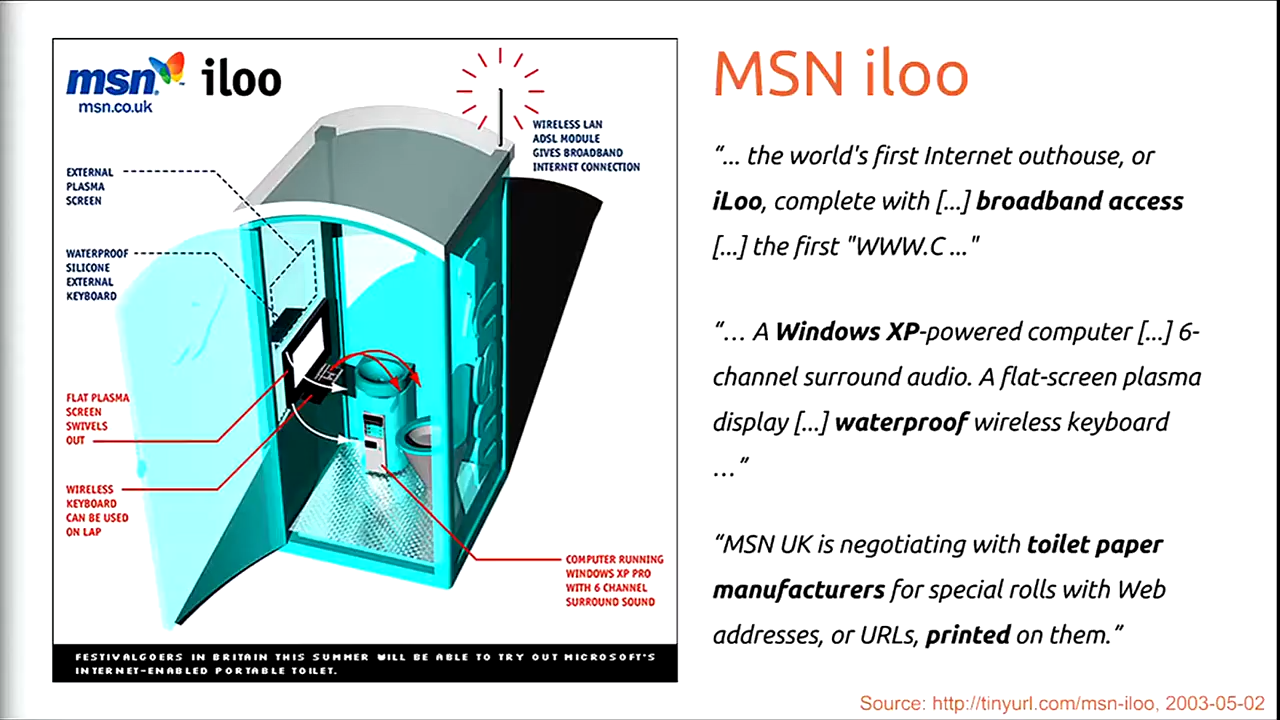 msn iloo
msn.co.uk
WIRELESS LAN
ADSL MODULE
GIVES BROADBAND
INTERNET CONNECTION
EXTERNAL
PLASMA
SCREEN
WATERPROOF
SILICONE
EXTERNAL
KEYBOARD
FLAT PLASMA
SCREEN
SWIVELS
OUT
WIRELESS
KEYBOARD
CAN BE USED
ON LAP
COMPUTER RUNNING
WINDOWS XP PRO
WITH 6 CHANNEL
SURROUND SOUND
FESTIVALGOERS IN BRITAIN THIS SUMMER WILL BE ABLE TO TRY OUT MICROSOFT'S
INTERNET-ENABLED PORTABLE TOILET.
MSN iloo
“... the world's first Internet outhouse, or
iLoo, complete with [...] broadband access
[...] the first "WWW.C ..."
“… A Windows XP-powered computer [...] 6-
channel surround audio. A flat-screen plasma
display [...] waterproof wireless keyboard
…”
“MSN UK is negotiating with toilet paper
manufacturers for special rolls with Web
addresses, or URLs, printed on them.”
Source: http://tinyurl.com/msn-iloo, 2003-05-02